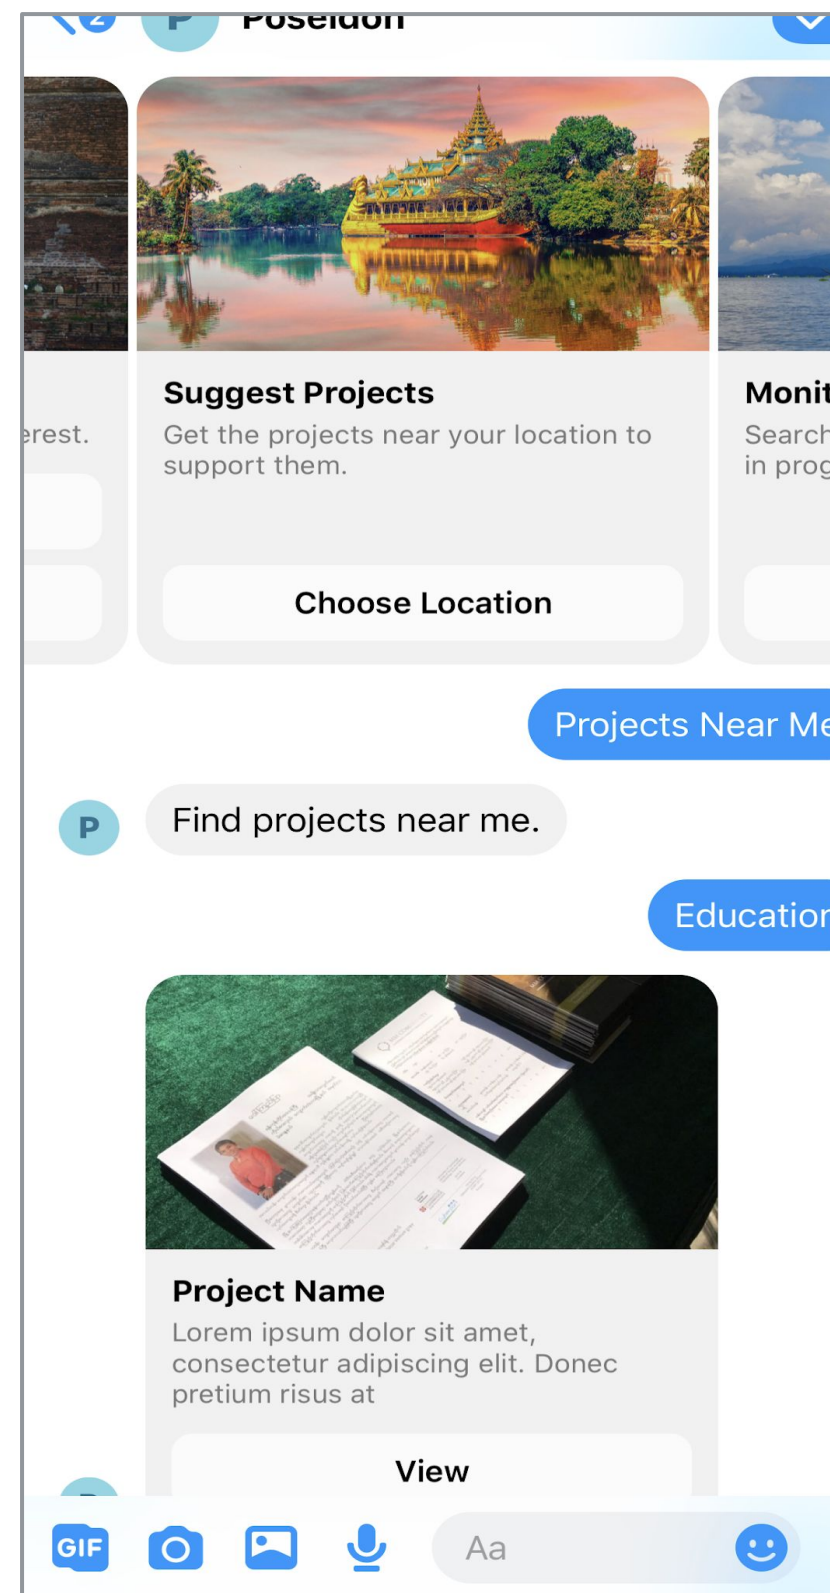 2
P
Poseidon
Suggest Projects
Get the projects near your location to
support them.
Choose Location
erest.
Monit
Search
in prog
Projects Near Me
P
Find projects near me.
Education
Project Name
Lorem ipsum dolor sit amet,
consectetur adipiscing elit. Donec
pretium risus at
View
GIF
Aa